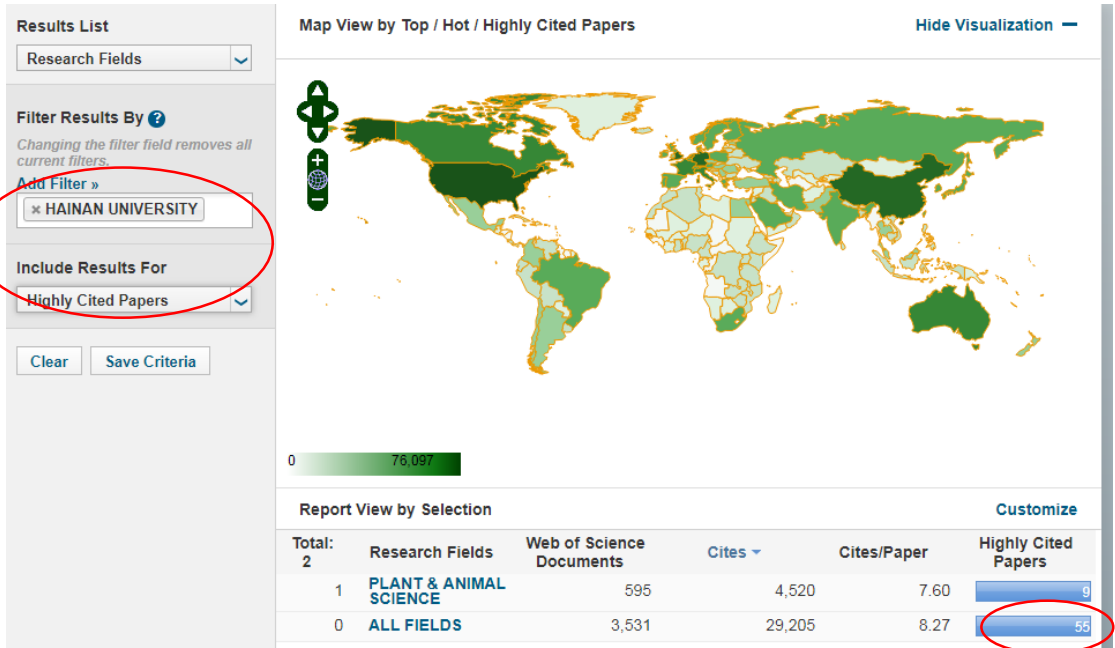 Results List
Research Fields
Filter Results By ?
Changing the filter field removes all
current filters.
Add Filter »
× HAINAN UNIVERSITY
Include Results For
Highly Cited Papers
Clear Save Criteria
Map View by Top / Hot / Highly Cited Papers Hide Visualization −
+
−
0 76,097
Report View by Selection Customize
Total:
2 Research Fields Web of Science
Documents Cites Cites/Paper Highly Cited
Papers
1 PLANT & ANIMAL
SCIENCE 595 4,520 7.60 9
0 ALL FIELDS 3,531 29,205 8.27 55